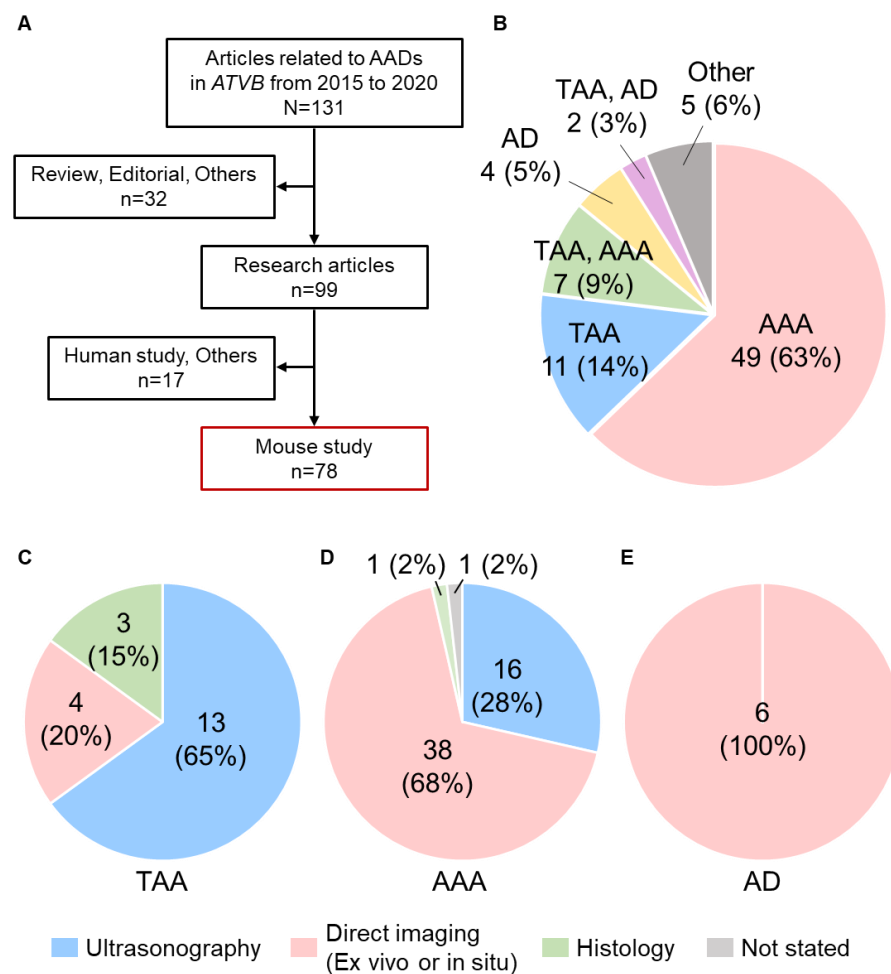 A
Articles related to AADs
in ATVB from 2015 to 2020
N=131
Review, Editorial, Others
n=32
Research articles
n=99
Human study, Others
n=17
Mouse study
n=78
B
Other
5 (6%)
TAA, AD
2 (3%)
AD
4 (5%)
TAA, AAA
7 (9%)
TAA
11 (14%)
AAA
49 (63%)
C
3
(15%)
4
(20%)
13
(65%)
TAA
D
1 (2%)
1 (2%)
16
(28%)
38
(68%)
AAA
E
6
(100%)
AD
Ultrasonography
Direct imaging
(Ex vivo or in situ)
Histology
Not stated